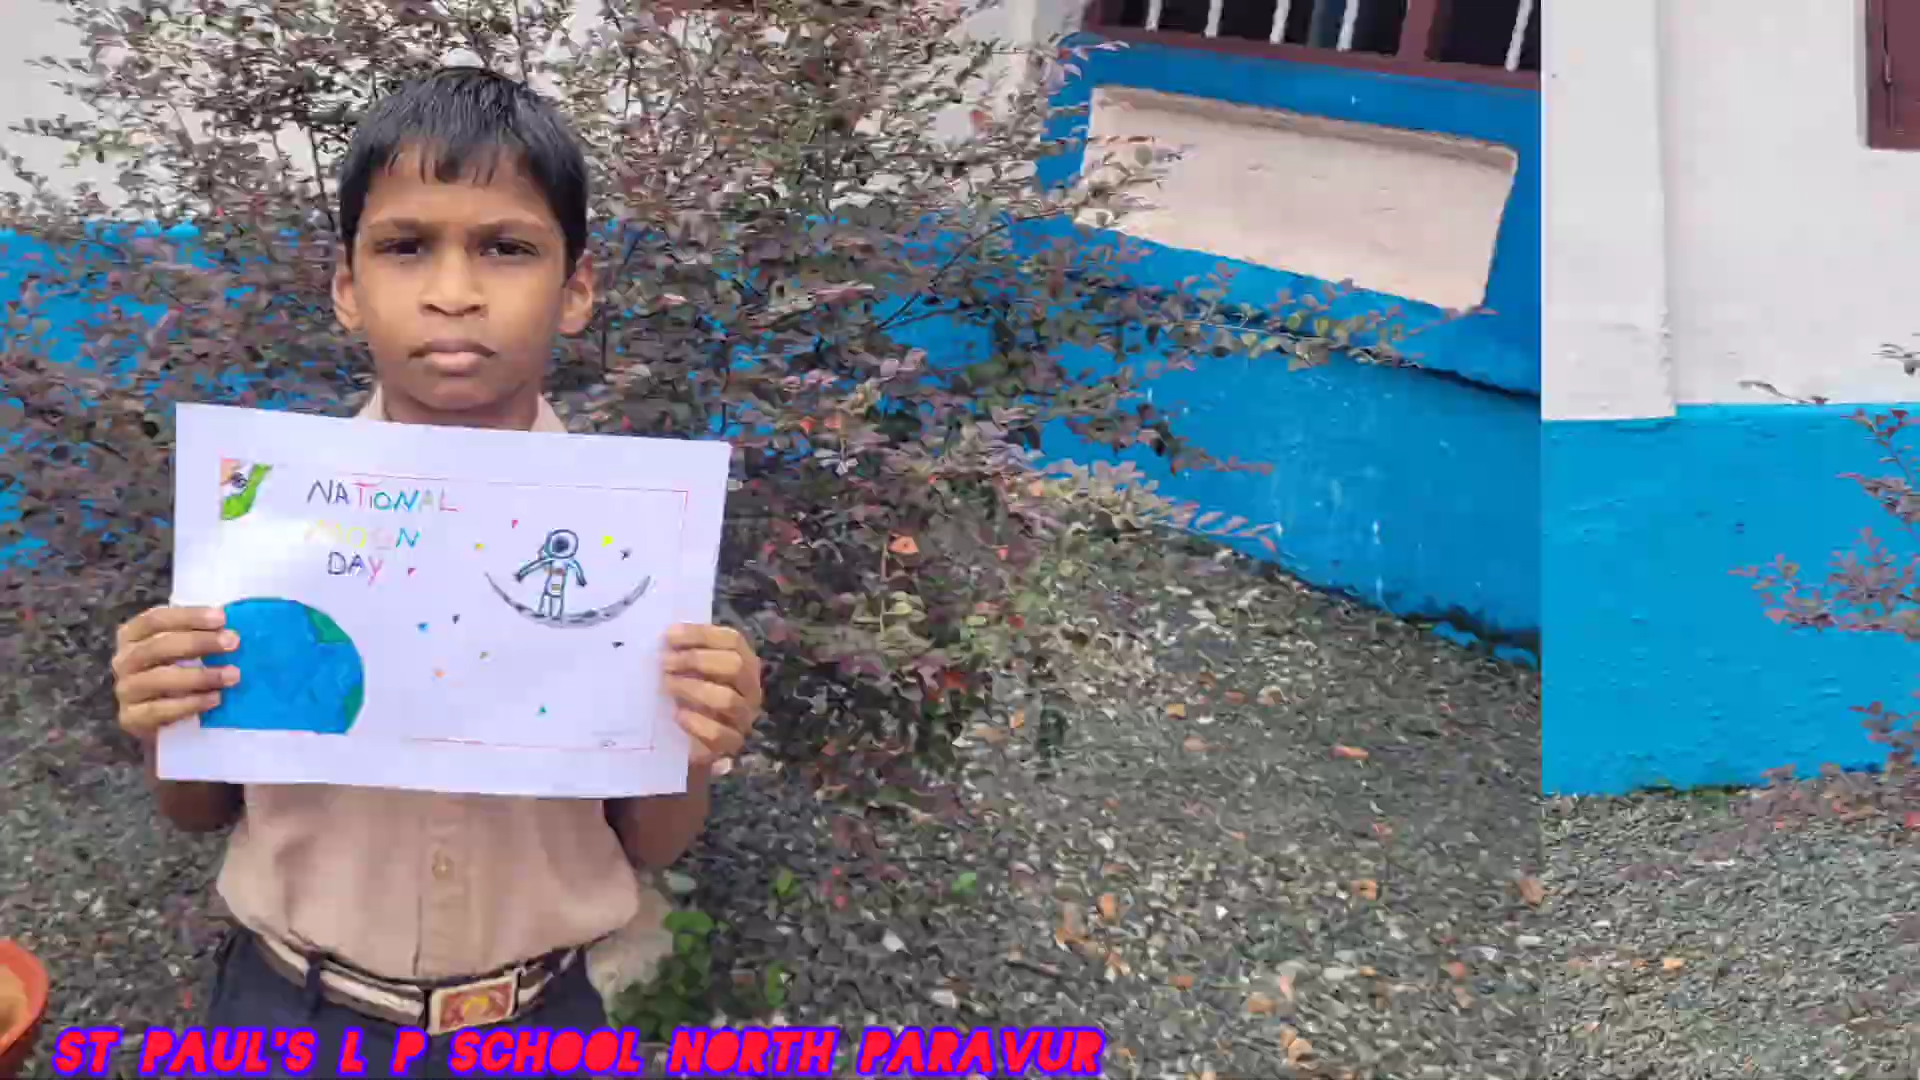 NATiONAL
MOON
DAY
ST PAUL'S L P SCHOOL NORTH PARAVUR